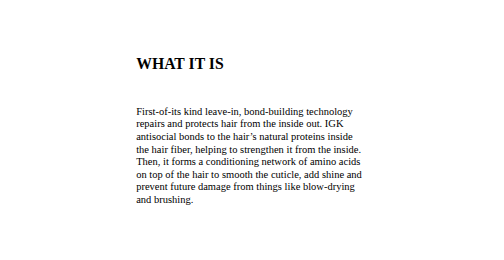 WHAT IT IS
First-of-its kind leave-in, bond-building technology
repairs and protects hair from the inside out. IGK
antisocial bonds to the hair’s natural proteins inside
the hair fiber, helping to strengthen it from the inside.
Then, it forms a conditioning network of amino acids
on top of the hair to smooth the cuticle, add shine and
prevent future damage from things like blow-drying
and brushing.